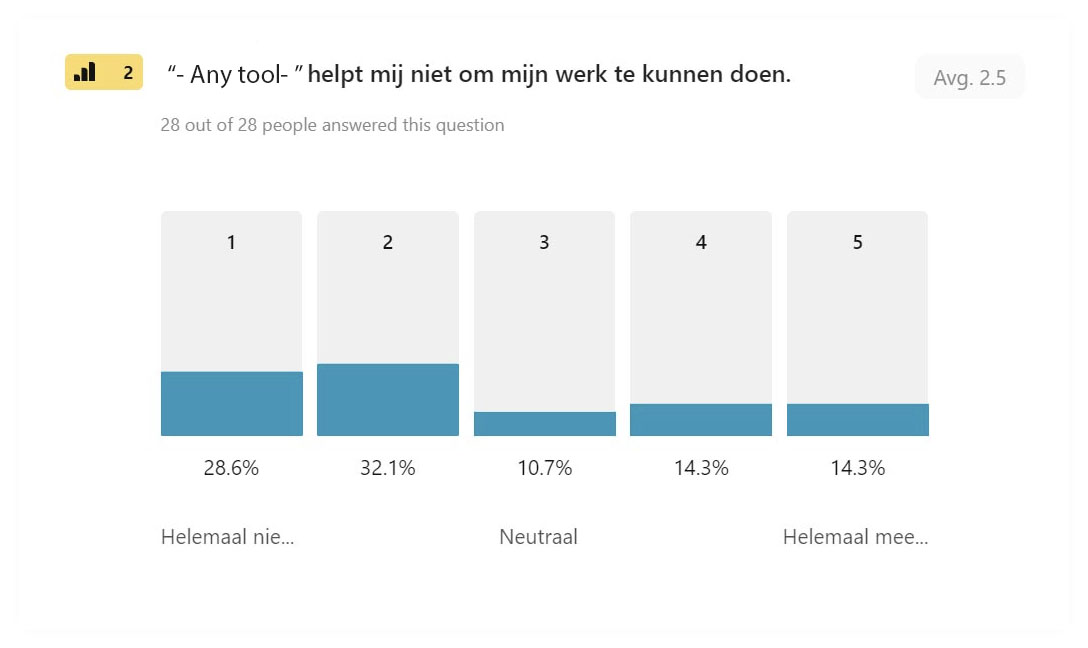 2 “- Any tool- ” helpt mij niet om mijn werk te kunnen doen. Avg. 2.5
28 out of 28 people answered this question
1 2 3 4 5
28.6% 32.1% 10.7% 14.3% 14.3%
Helemaal nie... Neutraal Helemaal mee...